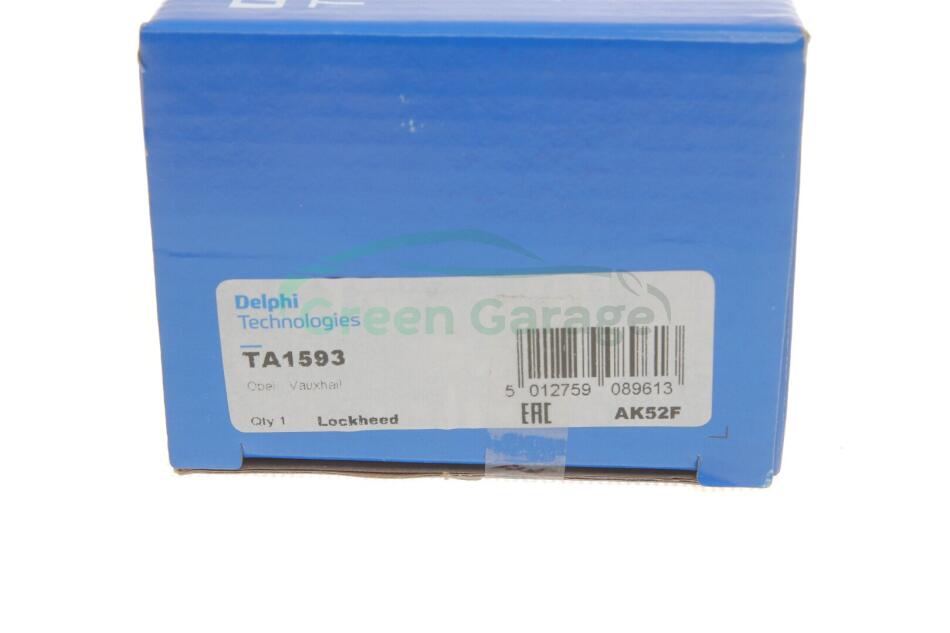 Delphi
Technologies
Green Garage
TA1593
Opel Vauxhall
5 012759 089613
Qty 1 Lockheed EAC AK52F